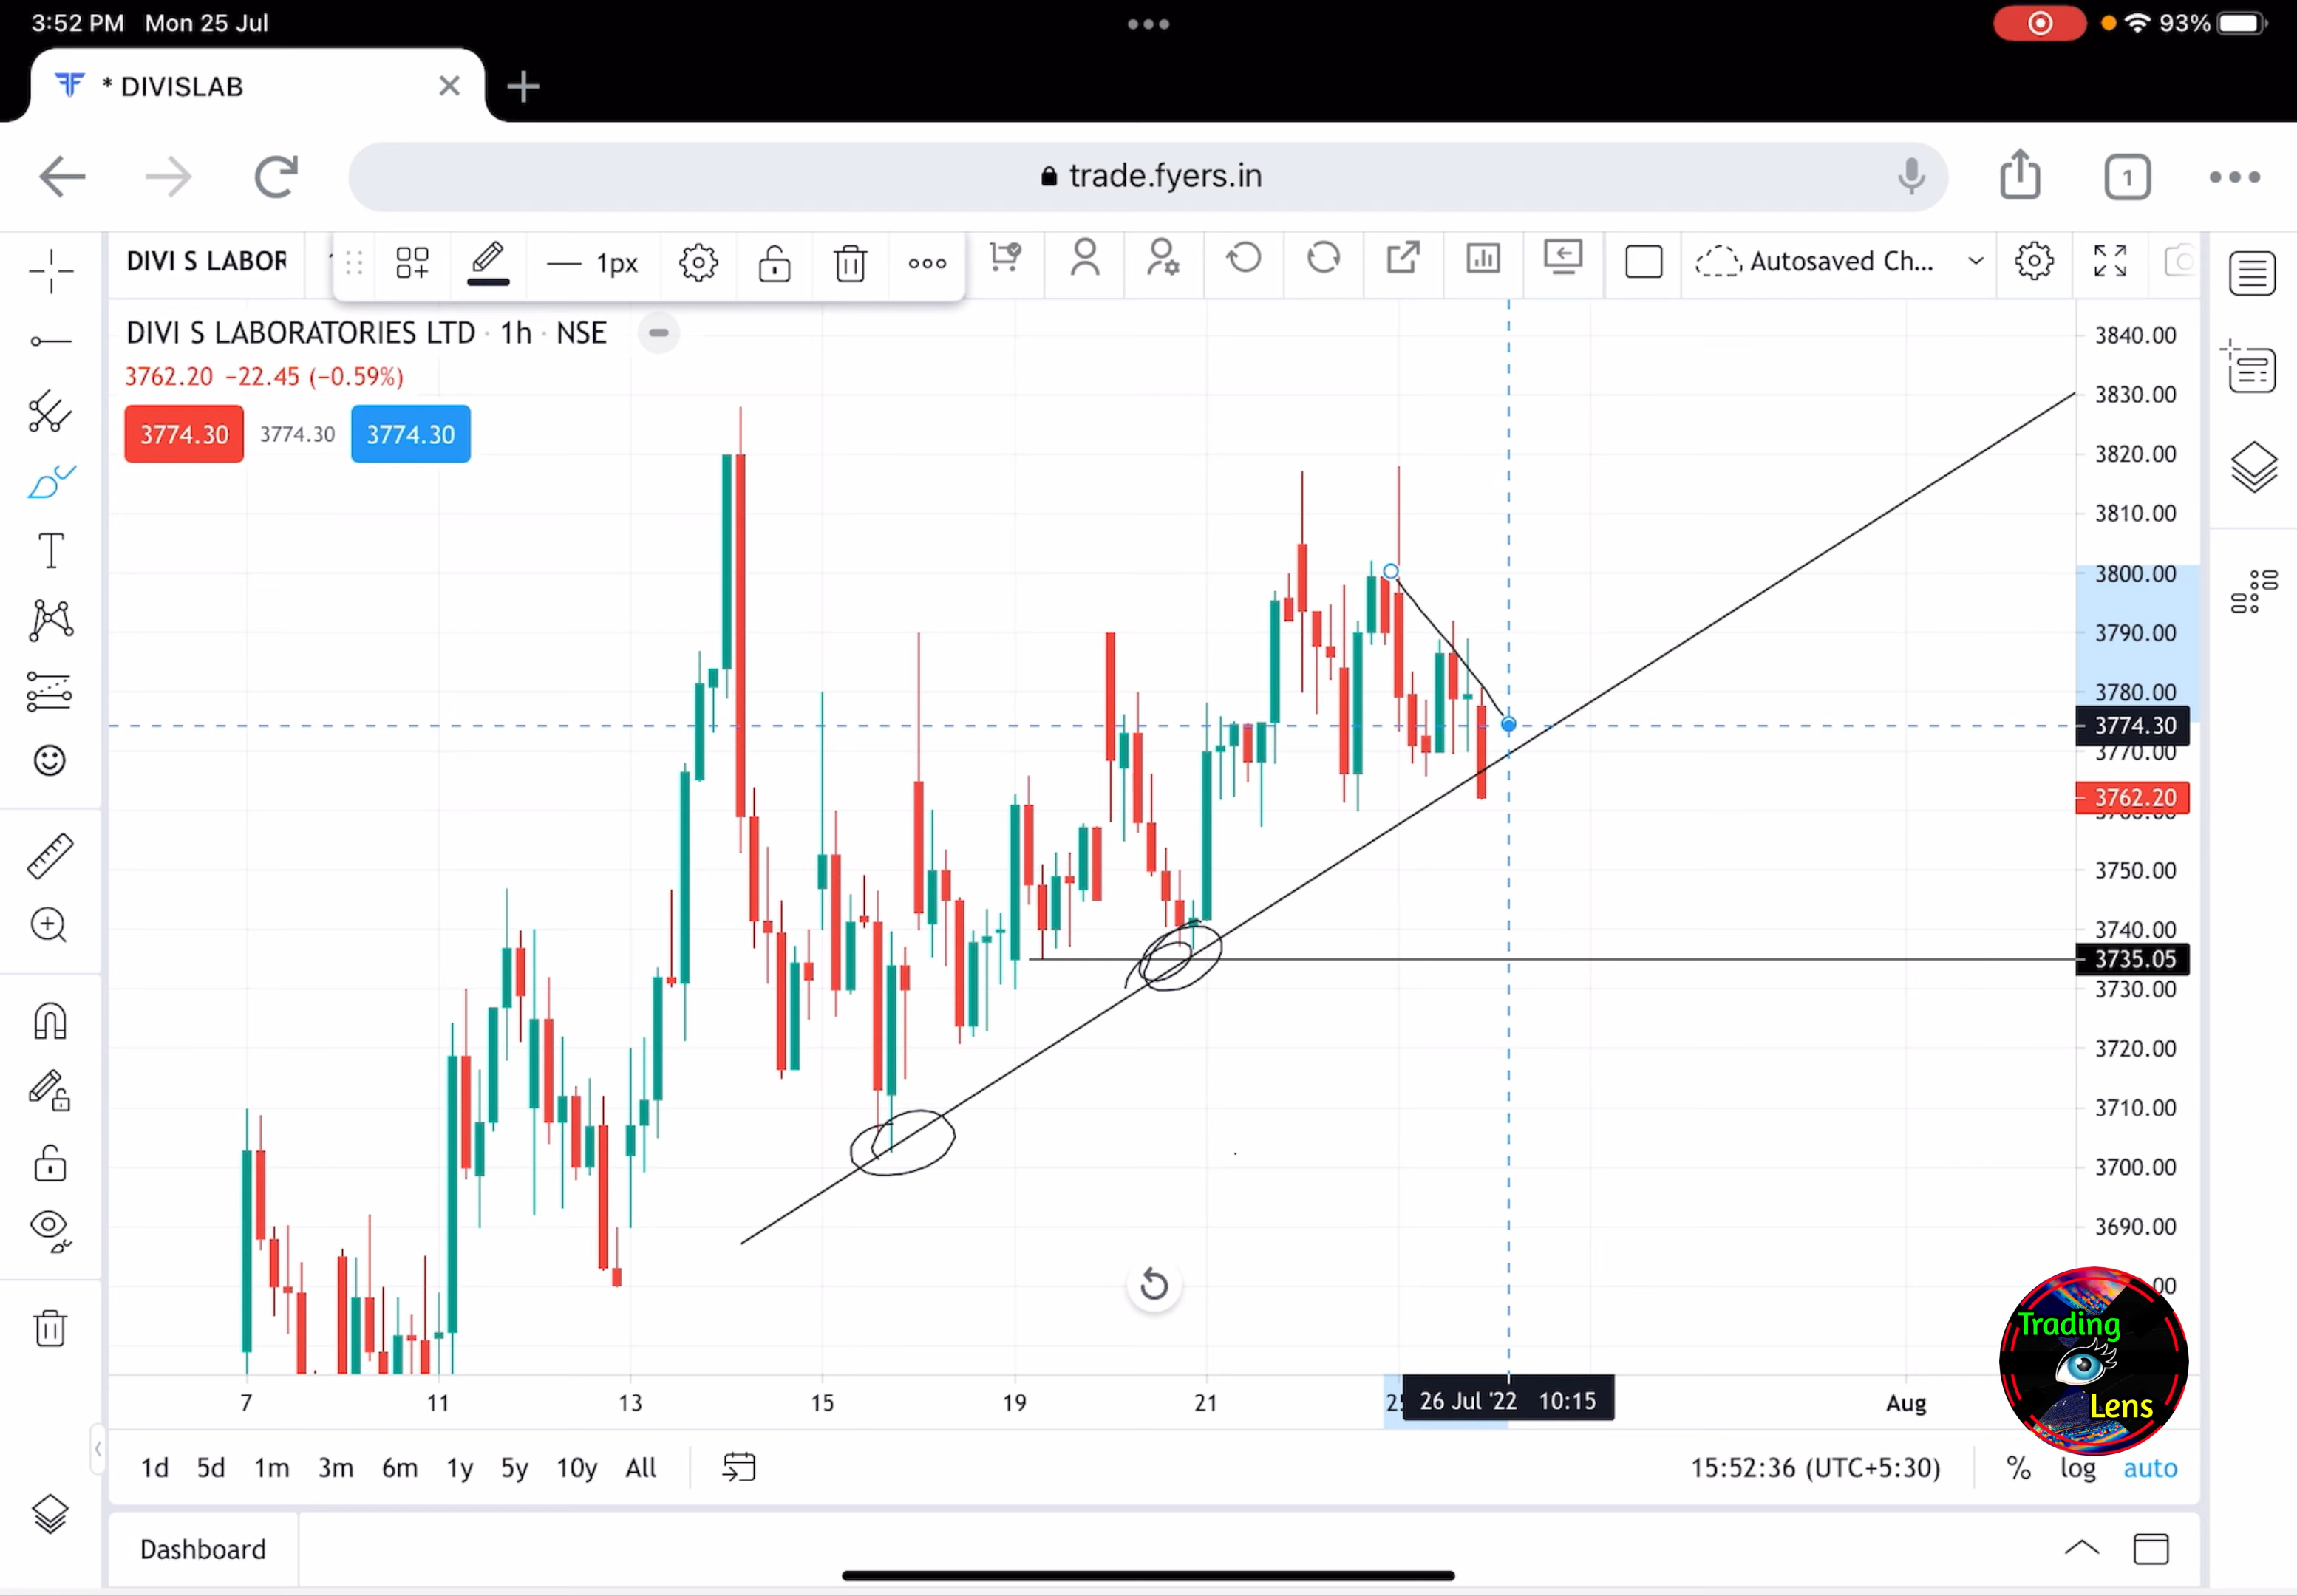 3:52 PM Mon 25 Jul
93%
* DIVISLAB
trade.fyers.in
1
DIVI S LABOR
1px
Autosaved Ch...
DIVI S LABORATORIES LTD · 1h · NSE
3762.20 −22.45 (−0.59%)
3774.30 3774.30 3774.30
3840.00
3830.00
3820.00
3810.00
3800.00
3790.00
3780.00
3774.30
3770.00
3762.20
3750.00
3740.00
3735.05
3730.00
3720.00
3710.00
3700.00
3690.00
Trading
Lens
7 11 13 15 19 21 26 Jul '22 10:15 Aug
1d 5d 1m 3m 6m 1y 5y 10y All
15:52:36 (UTC+5:30) % log auto
Dashboard